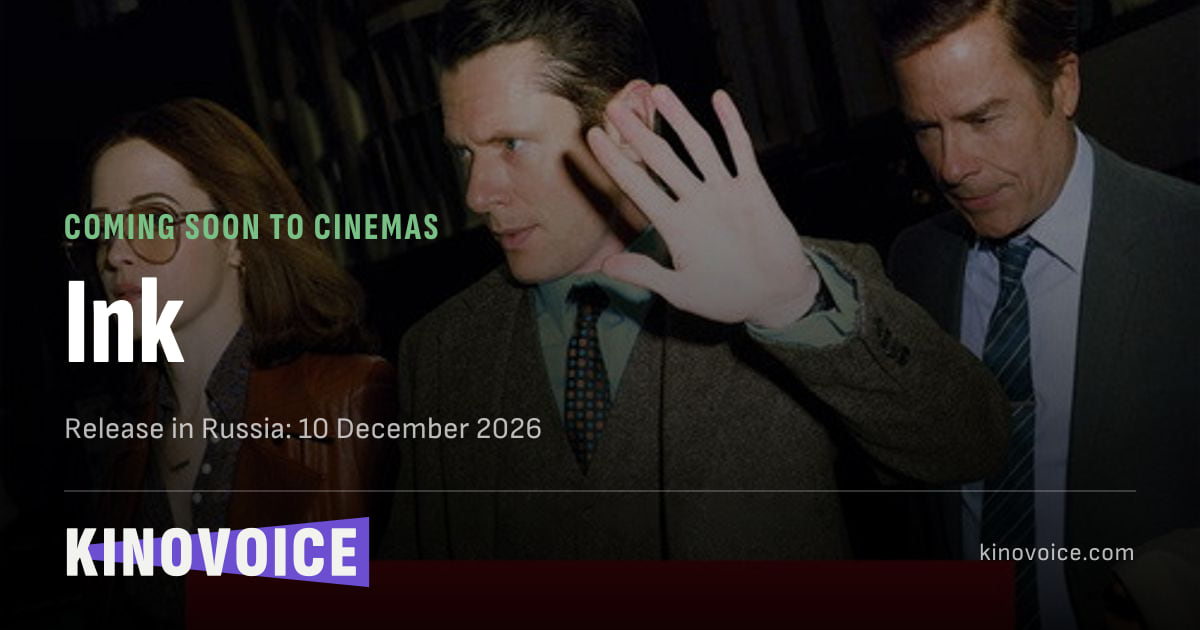 COMING SOON TO CINEMAS
Ink
Release in Russia: 10 December 2026
KINOVOICE
kinovoice.com